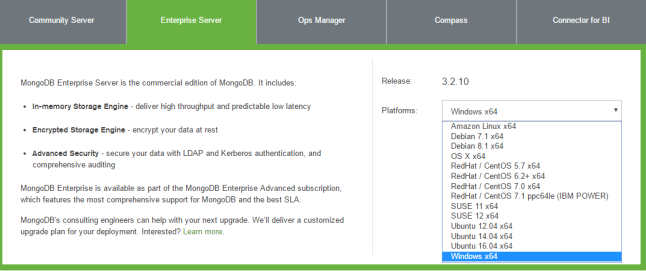 Community Server
Enterprise Server
Ops Manager
Compass
Connector for BI
MongoDB Enterprise Server is the commercial edition of MongoDB. It includes:
• In-memory Storage Engine - deliver high throughput and predictable low latency
• Encrypted Storage Engine - encrypt your data at rest
• Advanced Security - secure your data with LDAP and Kerberos authentication, and
comprehensive auditing
MongoDB Enterprise is available as part of the MongoDB Enterprise Advanced subscription,
which features the most comprehensive support for MongoDB and the best SLA.
MongoDB's consulting engineers can help with your next upgrade. We'll deliver a customized
upgrade plan for your deployment. Interested? Learn more.
Release: 3.2.10
Platforms: Windows x64
Amazon Linux x64
Debian 7.1 x64
Debian 8.1 x64
OS X x64
RedHat / CentOS 5.7 x64
RedHat / CentOS 6.2+ x64
RedHat / CentOS 7.0 x64
RedHat / CentOS 7.1 ppc64le (IBM POWER)
SUSE 11 x64
SUSE 12 x64
Ubuntu 12.04 x64
Ubuntu 14.04 x64
Ubuntu 16.04 x64
Windows x64